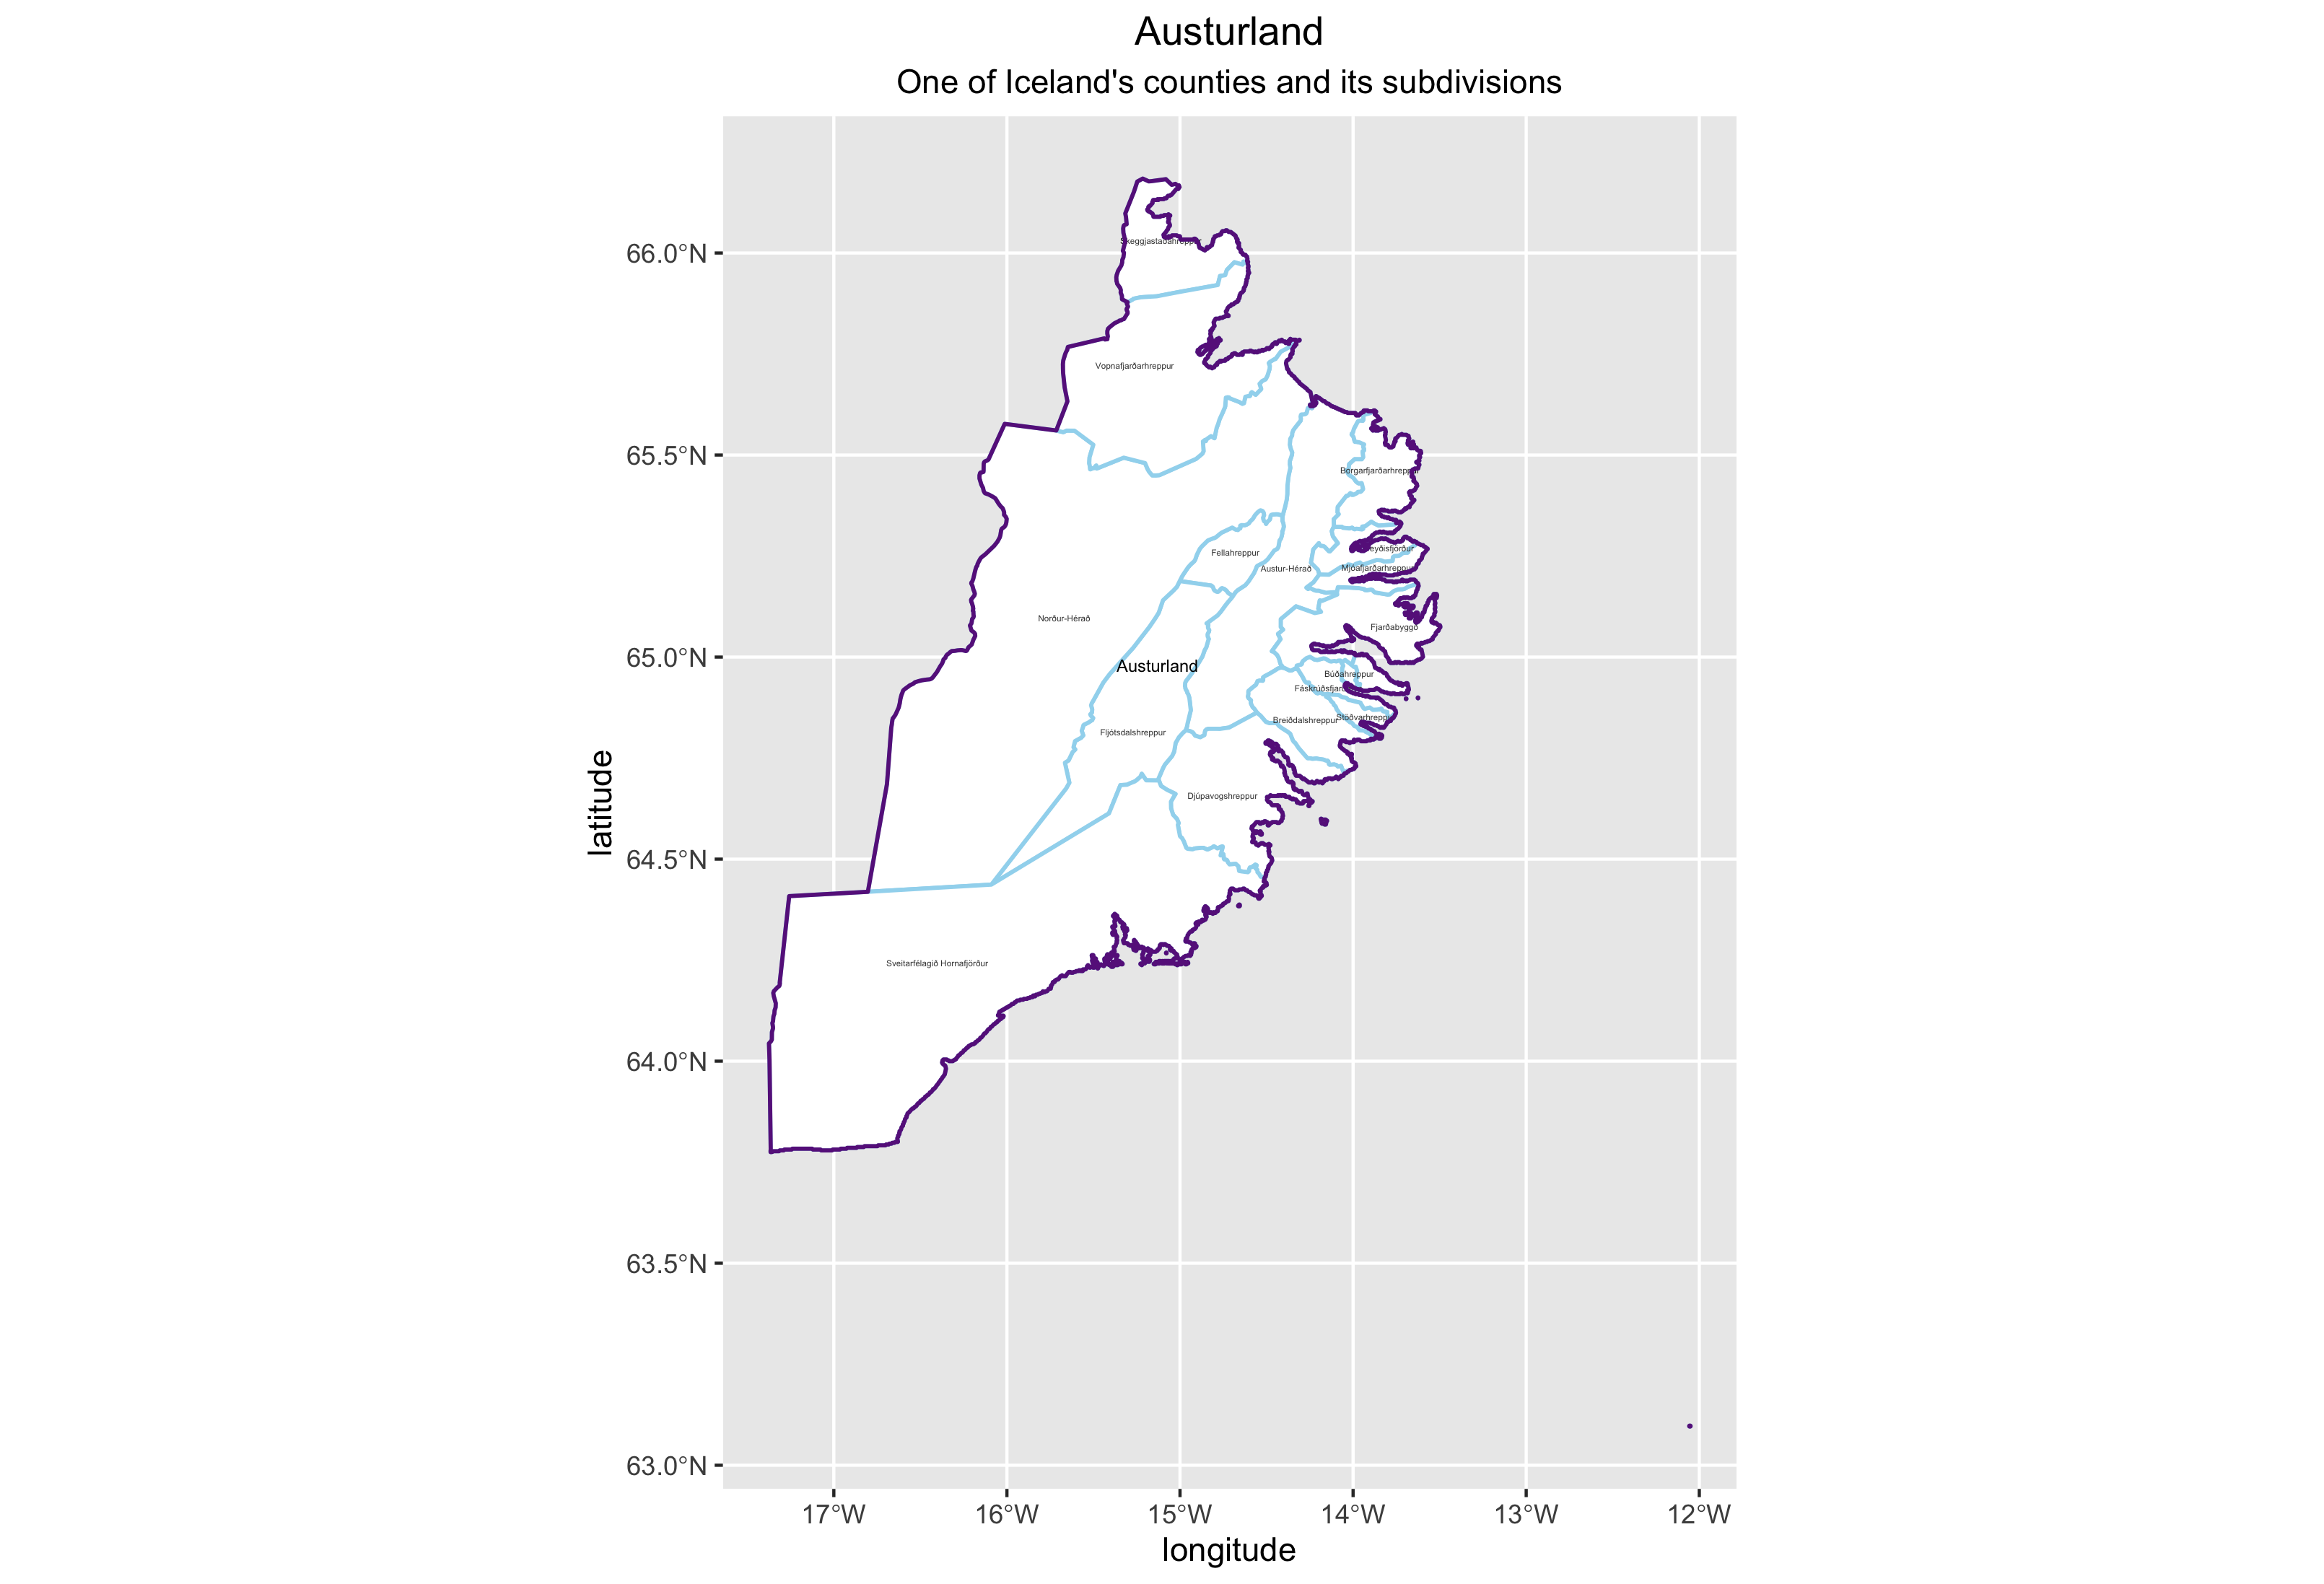 Austurland
One of Iceland's counties and its subdivisions
66.0°N
65.5°N
65.0°N
64.5°N
64.0°N
63.5°N
63.0°N
latitude
Skeggjastaðahreppur
Vopnafjarðarhreppur
Borgarfjarðarhreppur
Fellahreppur
Austur-Hérað
Mjóafjarðarhreppur
Norður-Hérað
Fjarðabyggð
Austurland
Búðahreppur
Breiðdalshreppur
Stöðvarhreppur
Fljótsdalshreppur
Djúpavogshreppur
Sveitarfélagið Hornafjörður
17°W
16°W
15°W
14°W
13°W
12°W
longitude